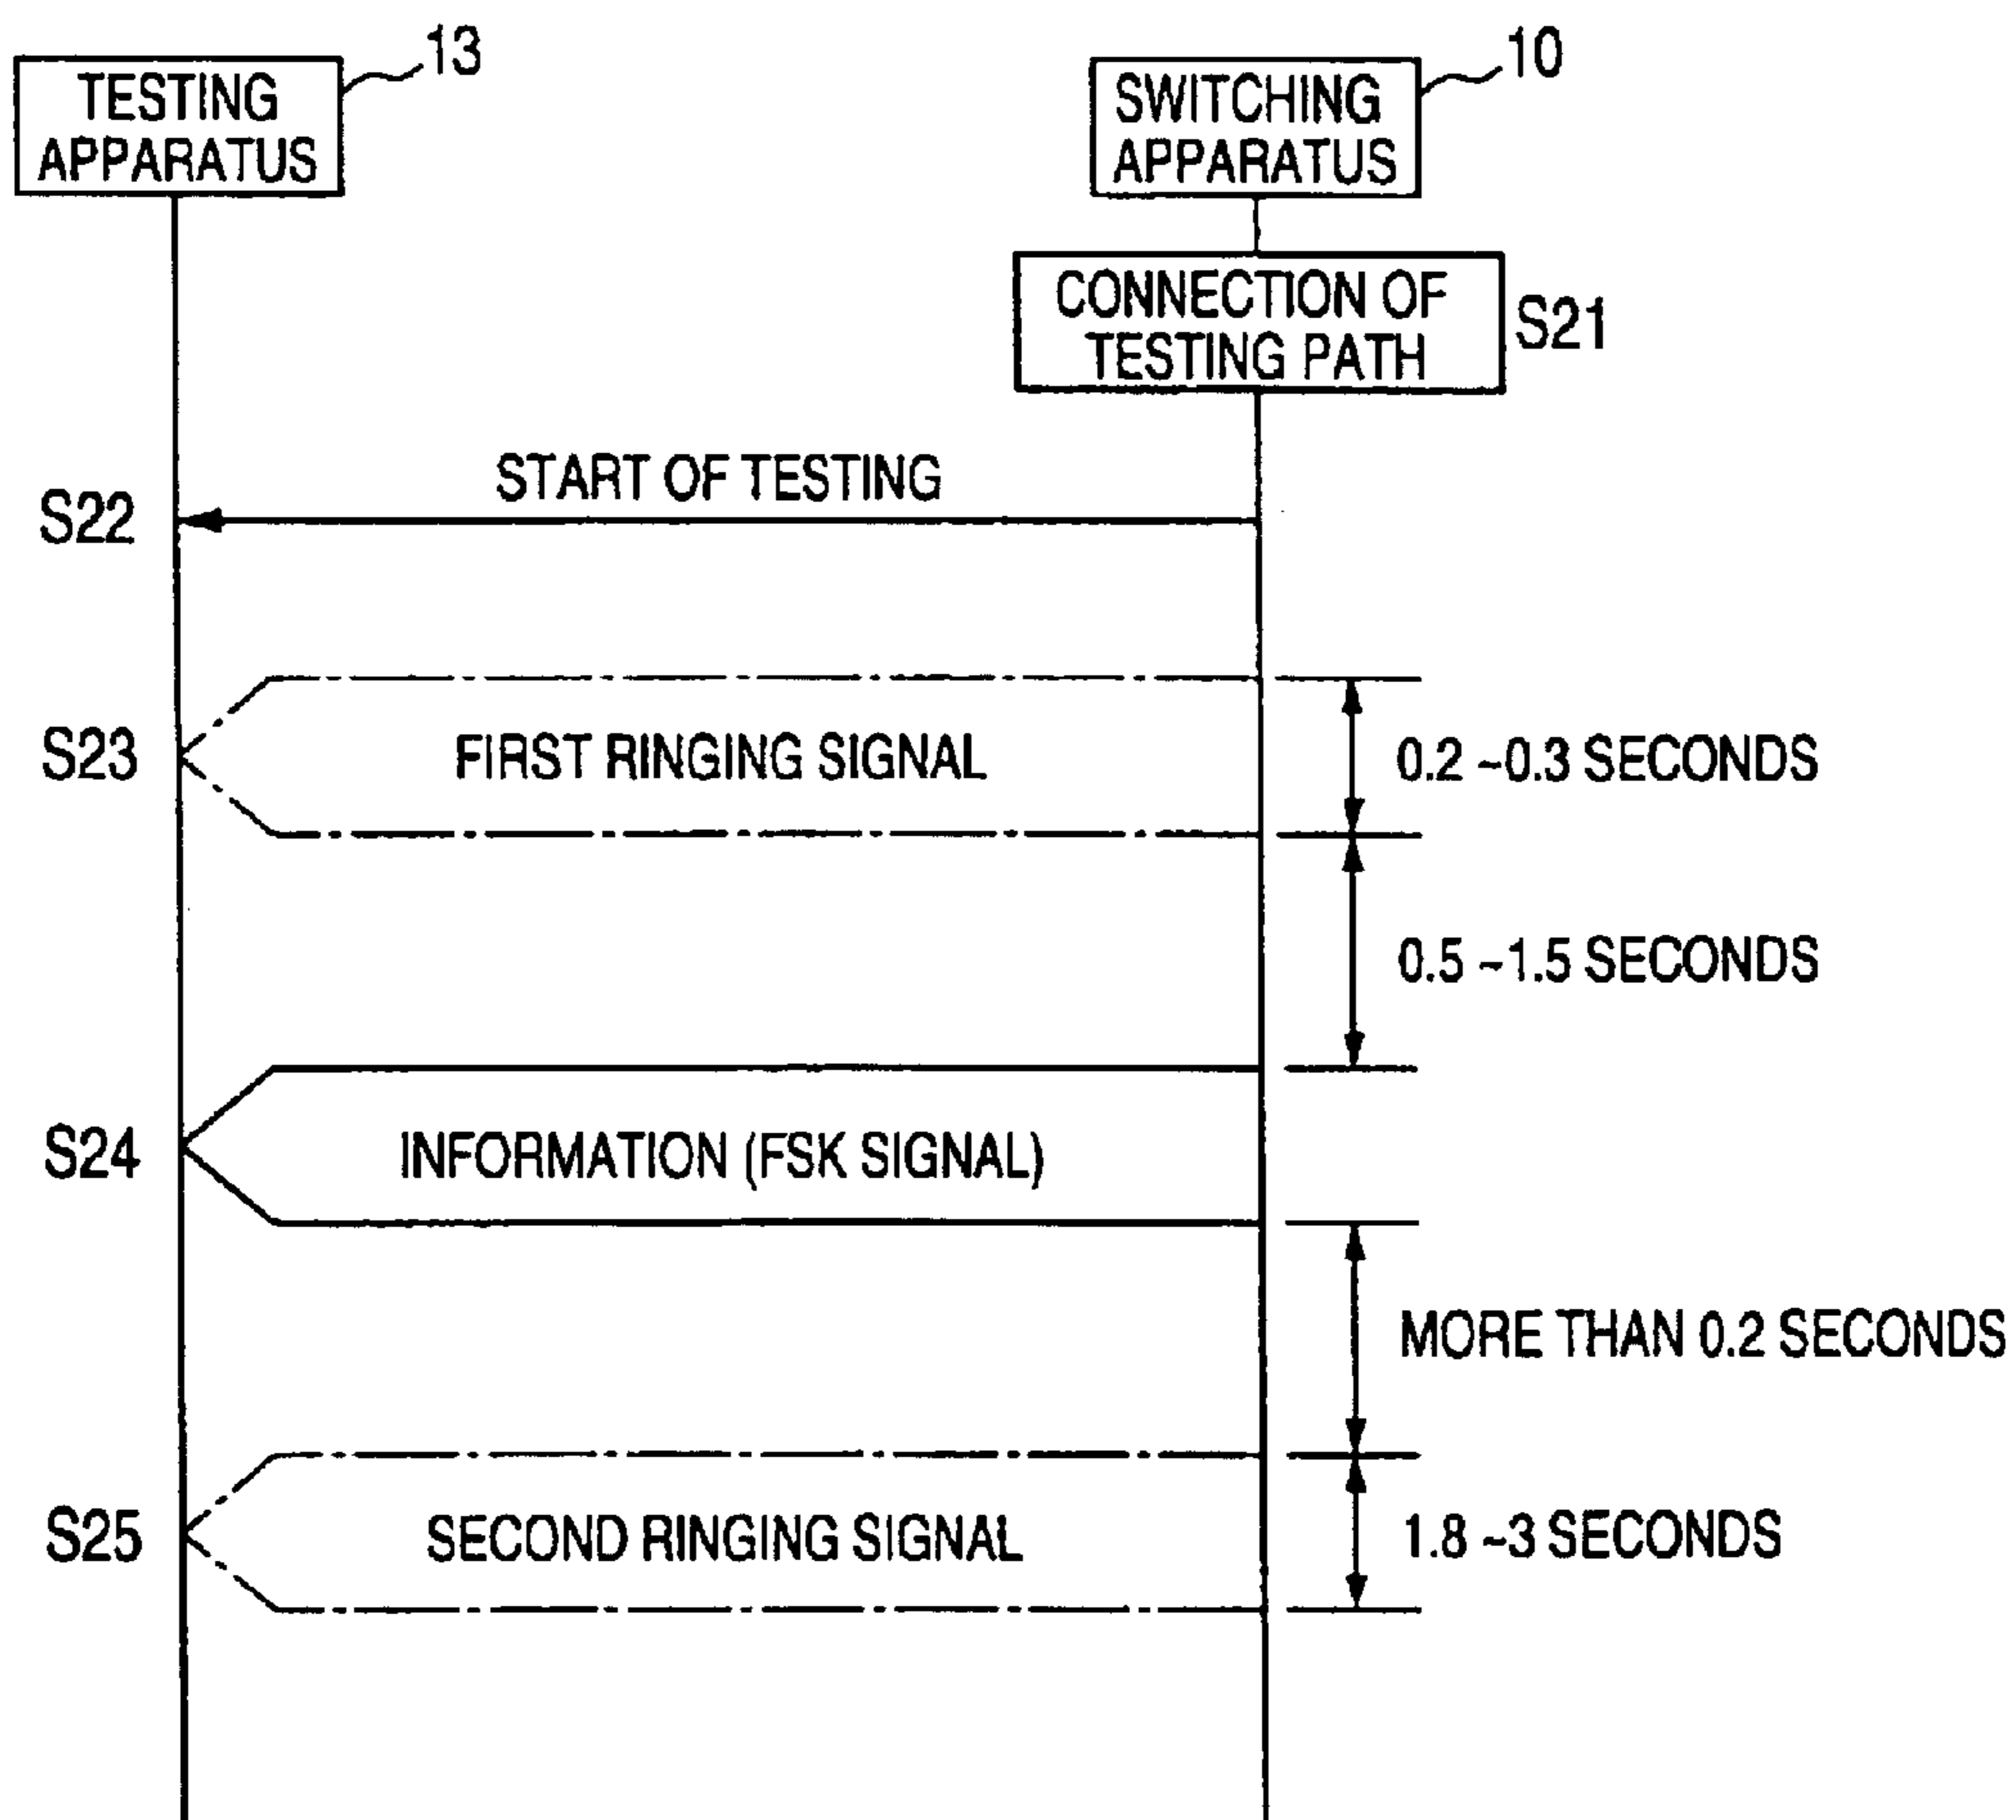 13
10
TESTING
APPARATUS
SWITCHING
APPARATUS
CONNECTION OF
TESTING PATH
S21
START OF TESTING
S22
S23
FIRST RINGING SIGNAL
0.2 ~0.3 SECONDS
0.5 ~1.5 SECONDS
S24
INFORMATION (FSK SIGNAL)
MORE THAN 0.2 SECONDS
S25
SECOND RINGING SIGNAL
1.8 ~3 SECONDS